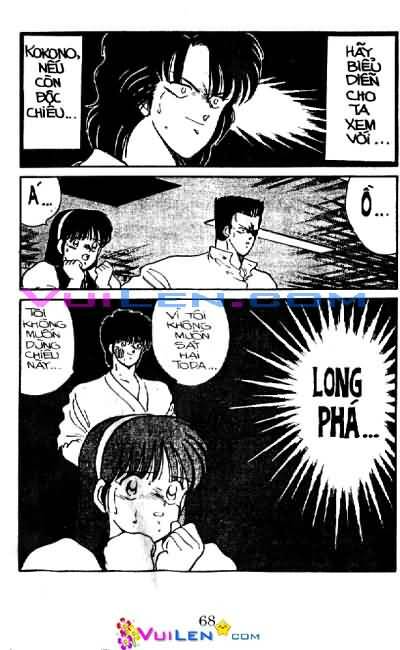 KOKONO,
NẾU
CÒN
ĐỘC
CHIÊU...
HÃY
BIỂU
DIỄN
CHO
TA
XEM
VỚI...
Á...
Ồ...
VUILEN.COM
TÔI
KHÔNG
MUỐN
DÙNG
CHIÊU
NÀY...
VÌ TÔI
KHÔNG
MUỐN
SÁT
HẠI
TODA...
LONG
PHÁ...
68
VUILEN.COM